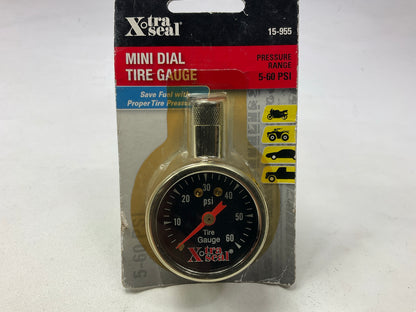 Xtra seal
15-955
MINI DIAL
TIRE GAUGE
PRESSURE
RANGE
5-60 PSI
Save Fuel with
Proper Tire Pressure
30
20
40
psi
10
50
Tire
Gauge
60
Xtra seal
5-60 PSI